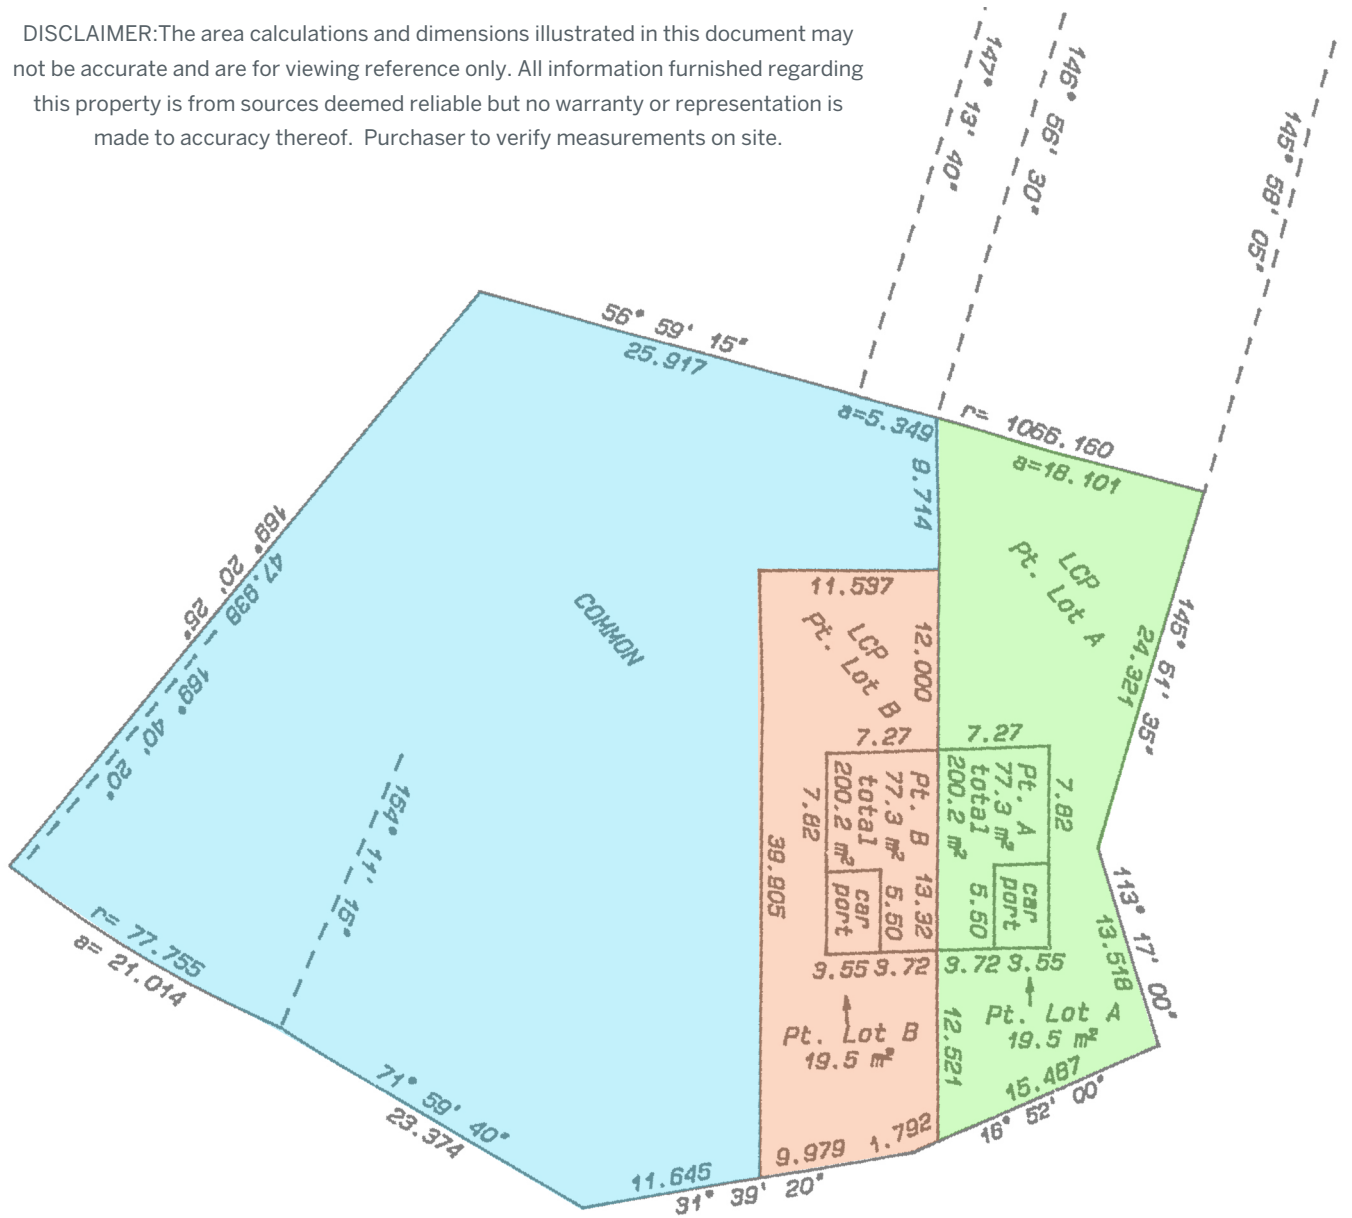 DISCLAIMER:The area calculations and dimensions illustrated in this document may
not be accurate and are for viewing reference only. All information furnished regarding
this property is from sources deemed reliable but no warranty or representation is
made to accuracy thereof. Purchaser to verify measurements on site.
147° 13' 40"
146° 56' 30"
145° 58' 05"
56° 59' 15"
25.917
a=5.349
r= 1066.160
a=18.101
9.714
169° 20' 25"
47.938
169° 40' 20"
COMMON
11.597
LCP
Pt. Lot B
12.000
LCP
Pt. Lot A
24.321
145° 51' 35"
7.27
7.27
7.82
Pt. B
77.3 m²
total
200.2 m²
Pt. A
77.3 m²
total
200.2 m²
7.82
39.905
car
port
5.50
13.32
5.50
car
port
113° 17' 00"
13.518
3.55
3.72
3.72
3.55
154° 11' 15"
r= 77.755
a= 21.014
Pt. Lot B
19.5 m²
12.521
Pt. Lot A
19.5 m²
15.487
16° 52' 00"
71° 59' 40"
23.374
11.645
9.979
1.792
31° 39' 20"